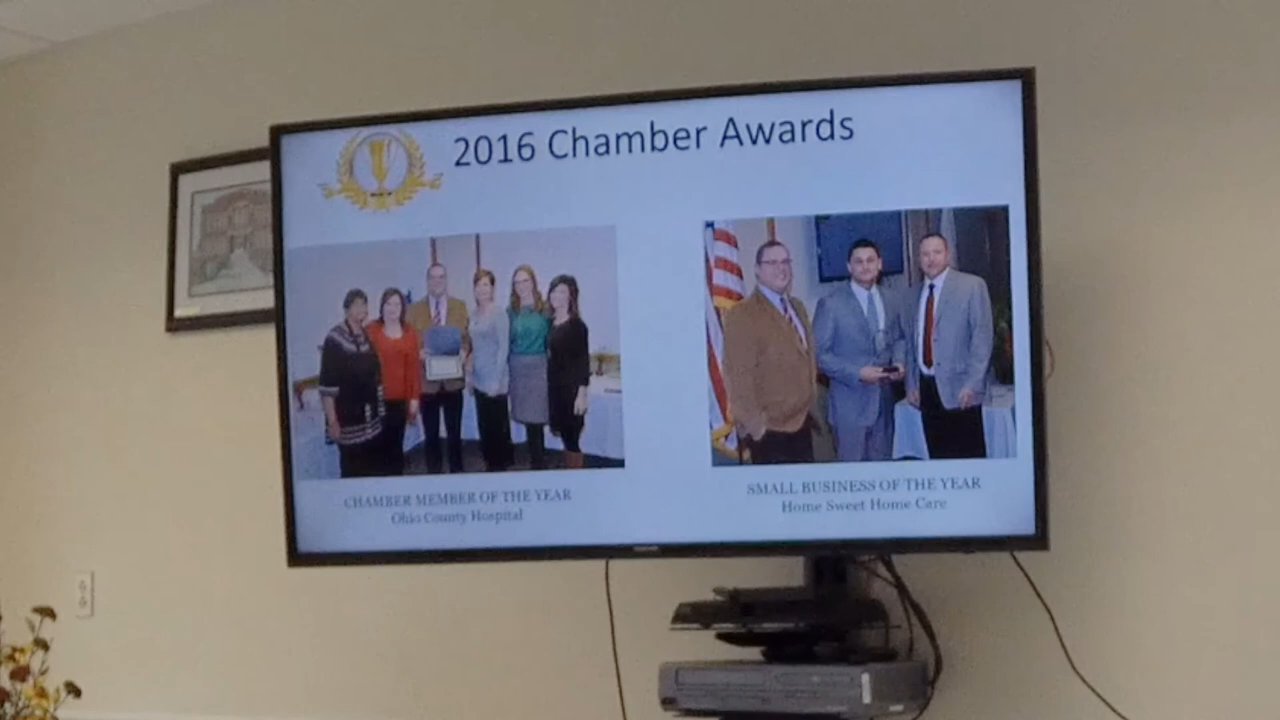 2016 Chamber Awards
CHAMBER MEMBER OF THE YEAR
Ohio County Hospital
SMALL BUSINESS OF THE YEAR
Home Sweet Home Care